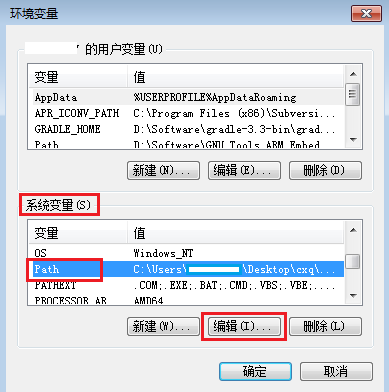 环境变量
的用户变量(U)
变量 值
AppData %USERPROFILE%AppDataRoaming
APR_ICONV_PATH C:\Program Files (x86)\Subversi...
GRADLE_HOME D:\Software\gradle-3.3-bin\grad...
Path D:\Software\GNU Tools ARM Embed
新建(N)... 编辑(E)... 删除(D)
系统变量(S)
变量 值
OS Windows_NT
Path C:\Users\ \Desktop\cxq\...
PATHEXT .COM;.EXE;.BAT;.CMD;.VBS;.VBE;....
PROCESSOR_AR AMD64
新建(W)... 编辑(I)... 删除(L)
确定 取消